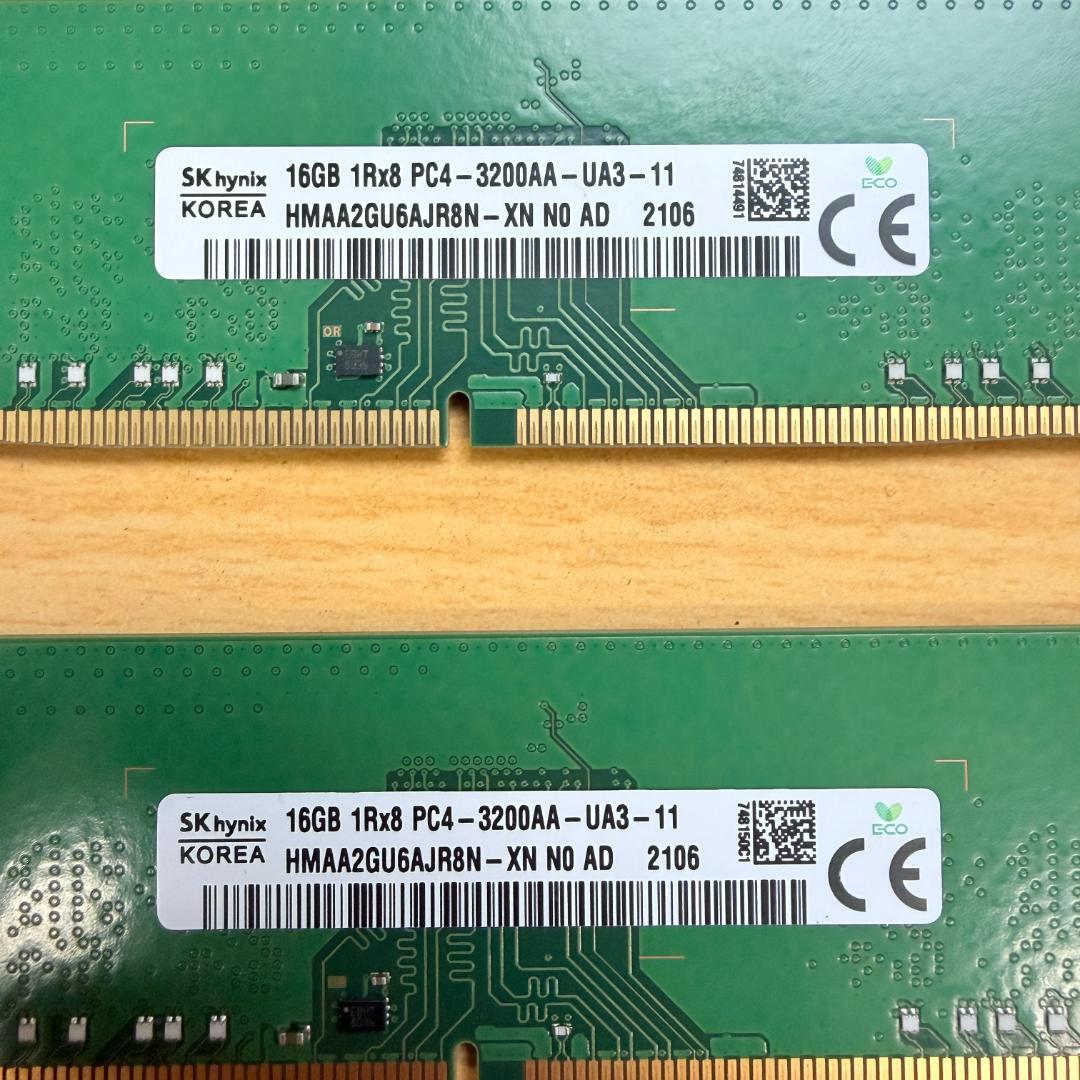 SK hynix
KOREA
16GB 1Rx8 PC4-3200AA-UA3-11
HMAA2GU6AJR8N-XN N0 AD 2106
74814491
ECO
CE
OR
SK hynix
KOREA
16GB 1Rx8 PC4-3200AA-UA3-11
HMAA2GU6AJR8N-XN N0 AD 2106
748150C1
ECO
CE